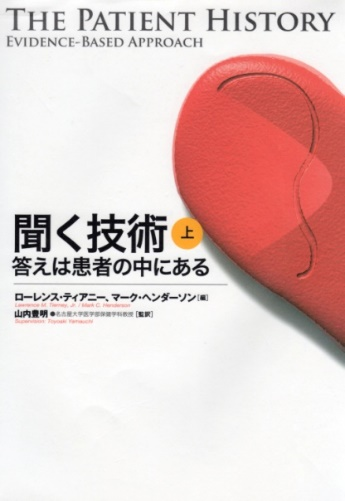 THE PATIENT HISTORY
EVIDENCE-BASED APPROACH
聞く技術 上
答えは患者の中にある
ローレンス・ティアニー、マーク・ヘンダーソン[編]
Lawrence M. Tierney, Jr. / Mark C. Henderson
山内豊明●名古屋大学医学部保健学科教授[監訳]
Supervision: Toyoaki Yamauchi